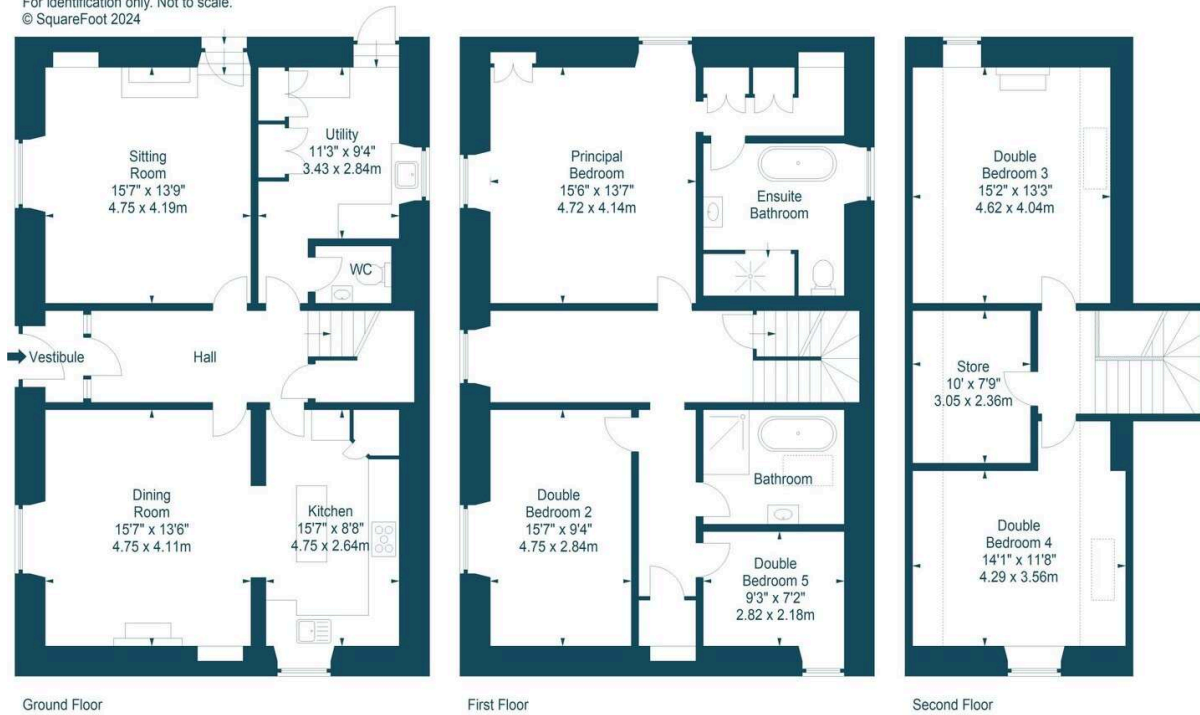 For identification only. Not to scale.
© SquareFoot 2024
Sitting
Room
15'7" x 13'9"
4.75 x 4.19m
Utility
11'3" x 9'4"
3.43 x 2.84m
WC
Vestibule
Hall
Dining
Room
15'7" x 13'6"
4.75 x 4.11m
Kitchen
15'7" x 8'8"
4.75 x 2.64m
Ground Floor
Principal
Bedroom
15'6" x 13'7"
4.72 x 4.14m
Ensuite
Bathroom
Double
Bedroom 2
15'7" x 9'4"
4.75 x 2.84m
Bathroom
Double
Bedroom 5
9'3" x 7'2"
2.82 x 2.18m
First Floor
Double
Bedroom 3
15'2" x 13'3"
4.62 x 4.04m
Store
10' x 7'9"
3.05 x 2.36m
Double
Bedroom 4
14'1" x 11'8"
4.29 x 3.56m
Second Floor